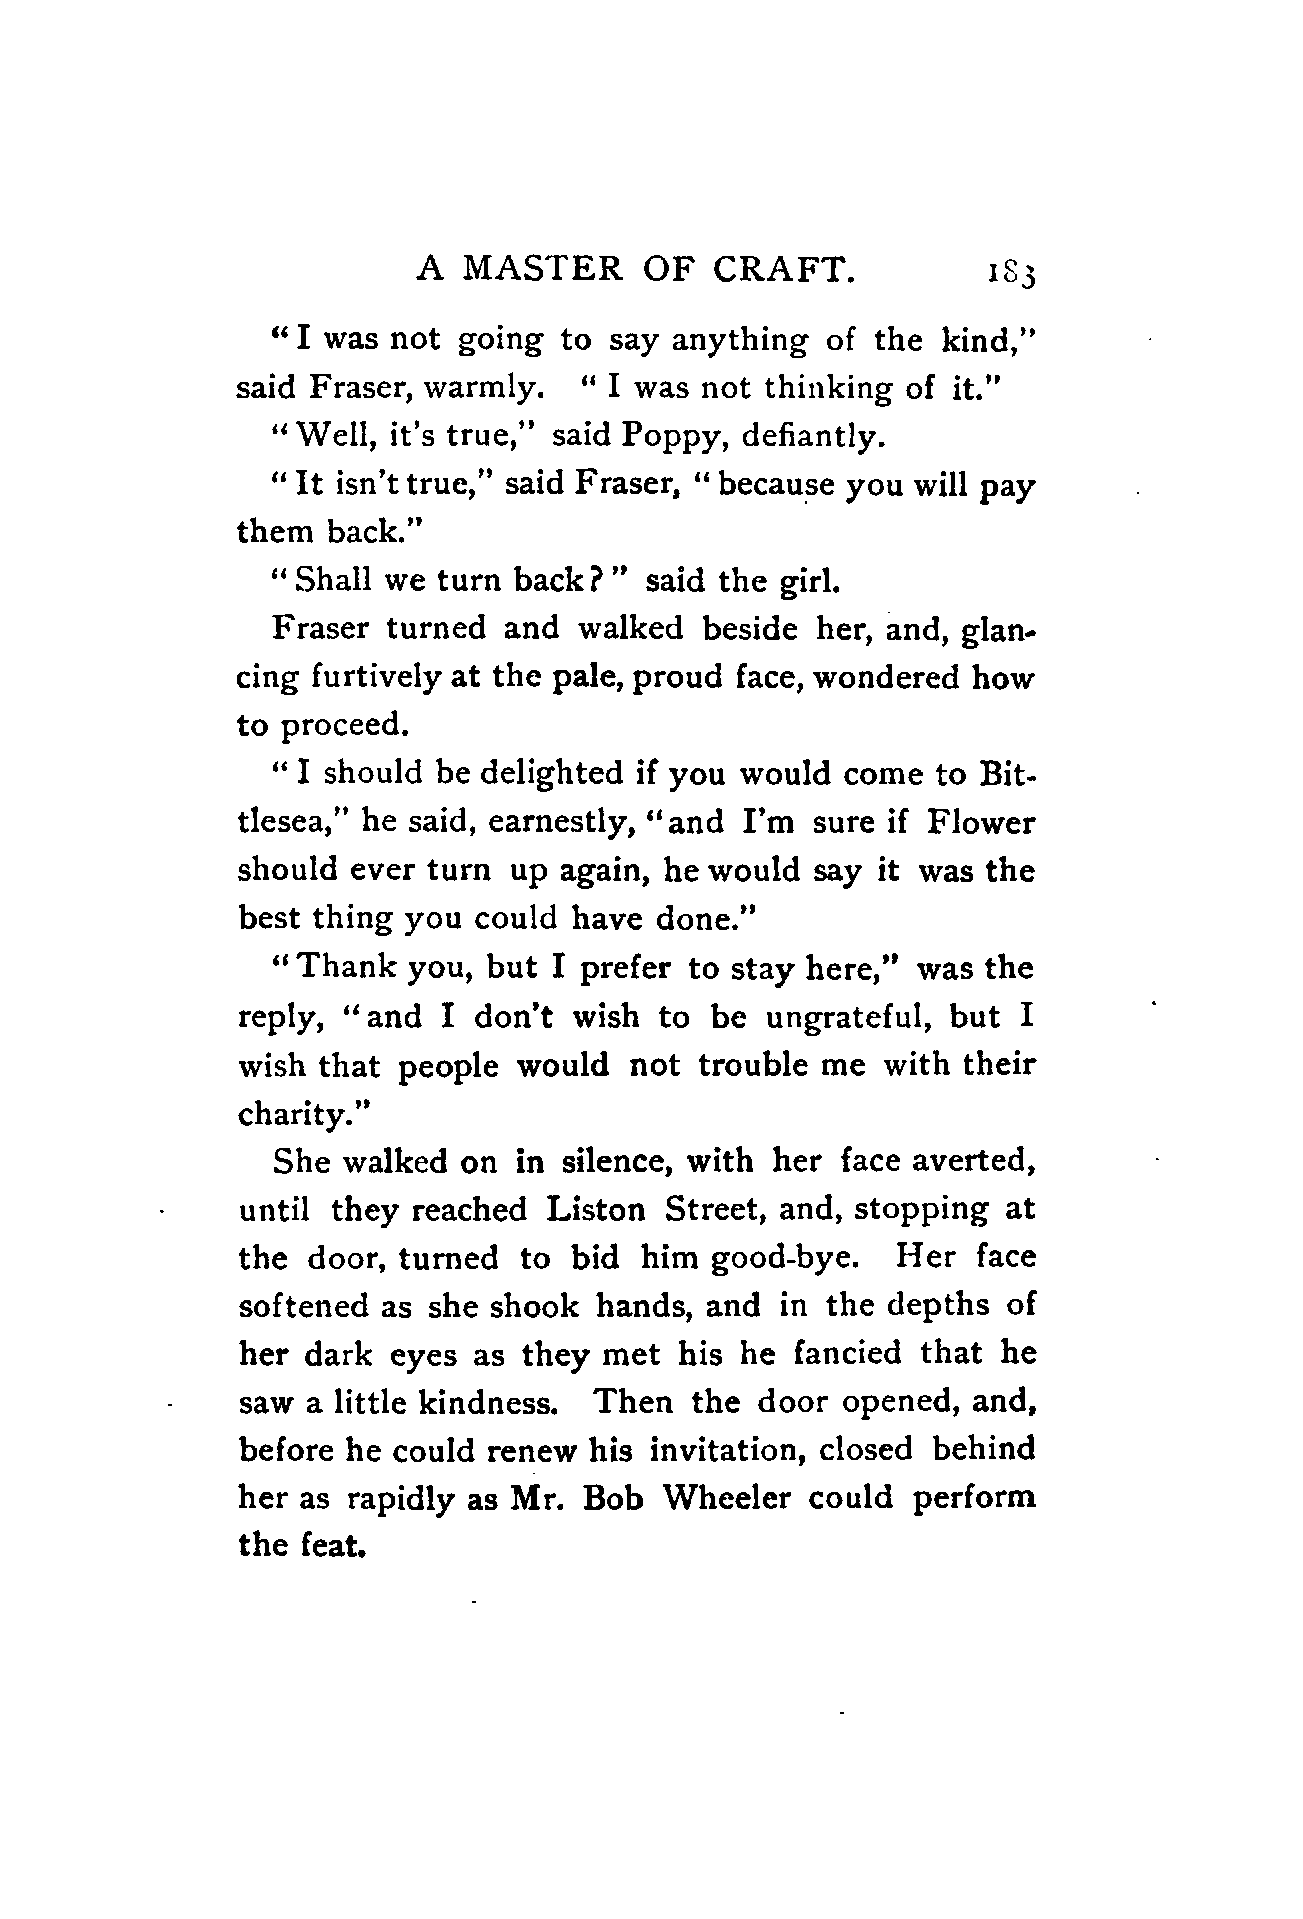 A MASTER OF CRAFT. 183
"I was not going to say anything of the kind,"
said Fraser, warmly. "I was not thinking of it."
"Well, it's true," said Poppy, defiantly.
"It isn't true," said Fraser, "because you will pay
them back."
"Shall we turn back?" said the girl.
Fraser turned and walked beside her, and, glan-
cing furtively at the pale, proud face, wondered how
to proceed.
"I should be delighted if you would come to Bit-
tlesea," he said, earnestly, "and I'm sure if Flower
should ever turn up again, he would say it was the
best thing you could have done."
"Thank you, but I prefer to stay here," was the
reply, "and I don't wish to be ungrateful, but I
wish that people would not trouble me with their
charity."
She walked on in silence, with her face averted,
until they reached Liston Street, and, stopping at
the door, turned to bid him good-bye. Her face
softened as she shook hands, and in the depths of
her dark eyes as they met his he fancied that he
saw a little kindness. Then the door opened, and,
before he could renew his invitation, closed behind
her as rapidly as Mr. Bob Wheeler could perform
the feat.